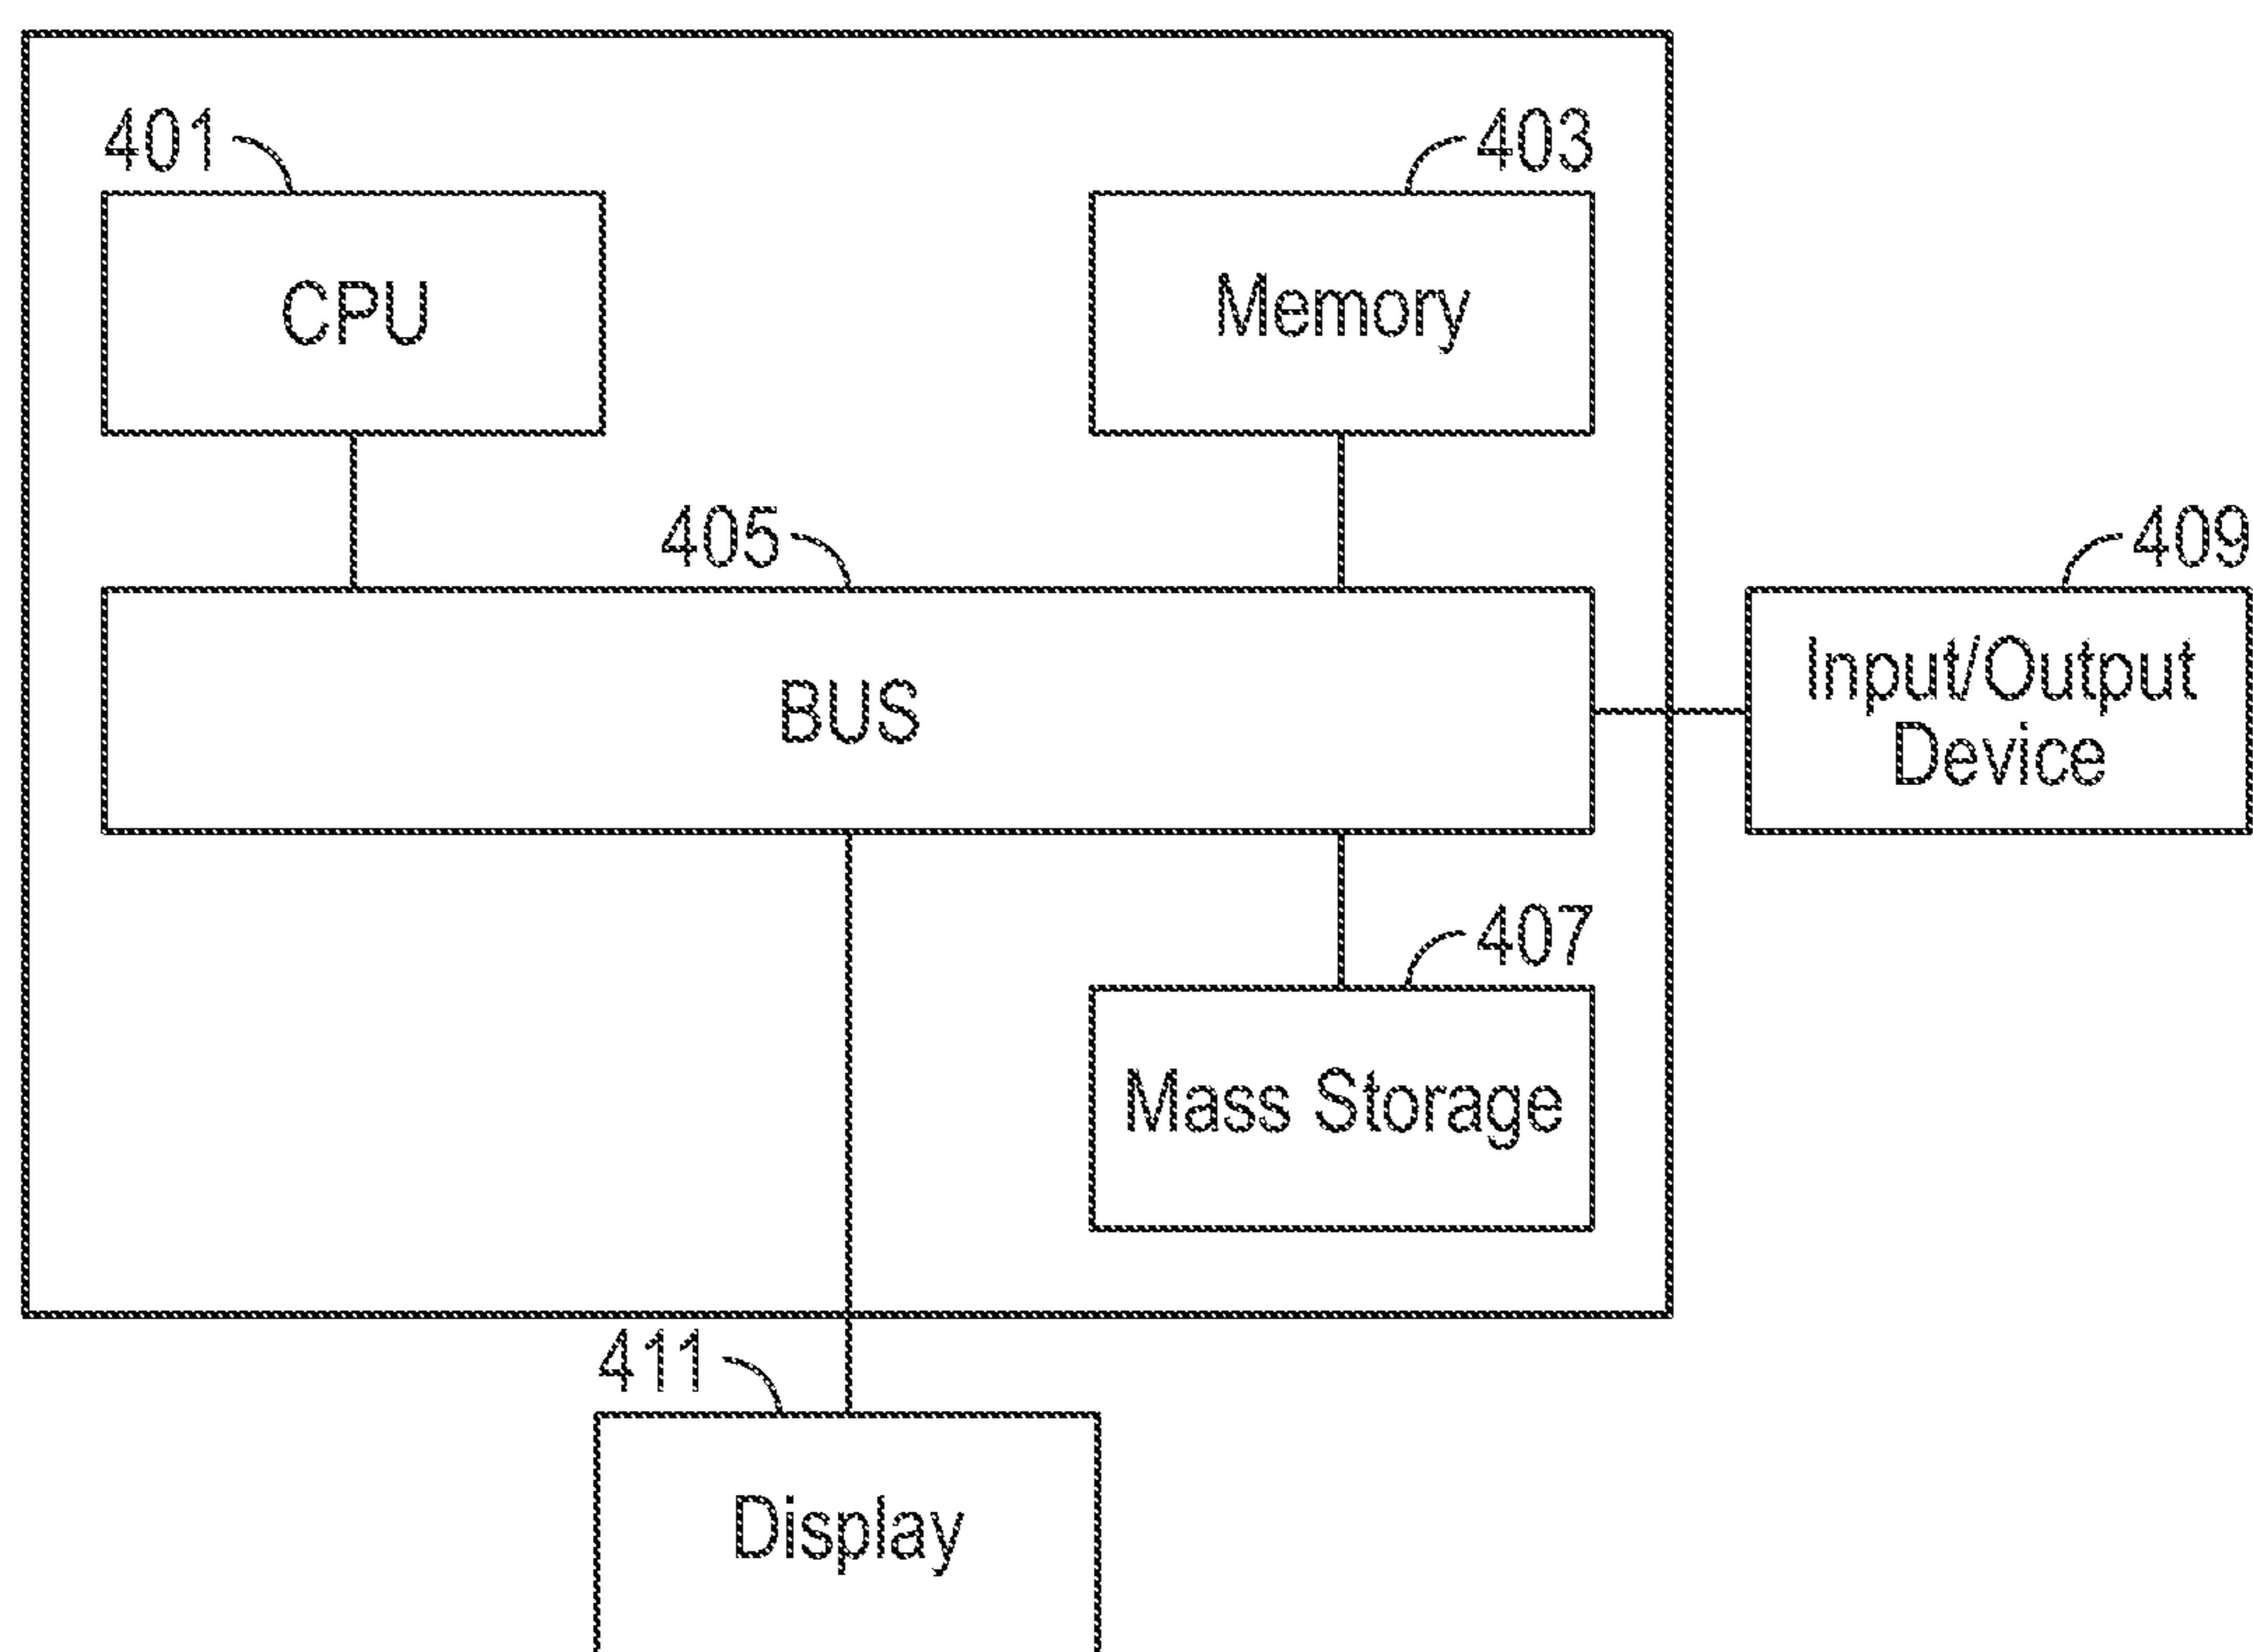 401
403
CPU
Memory
405
409
BUS
Input/Output
Device
407
Mass Storage
411
Display